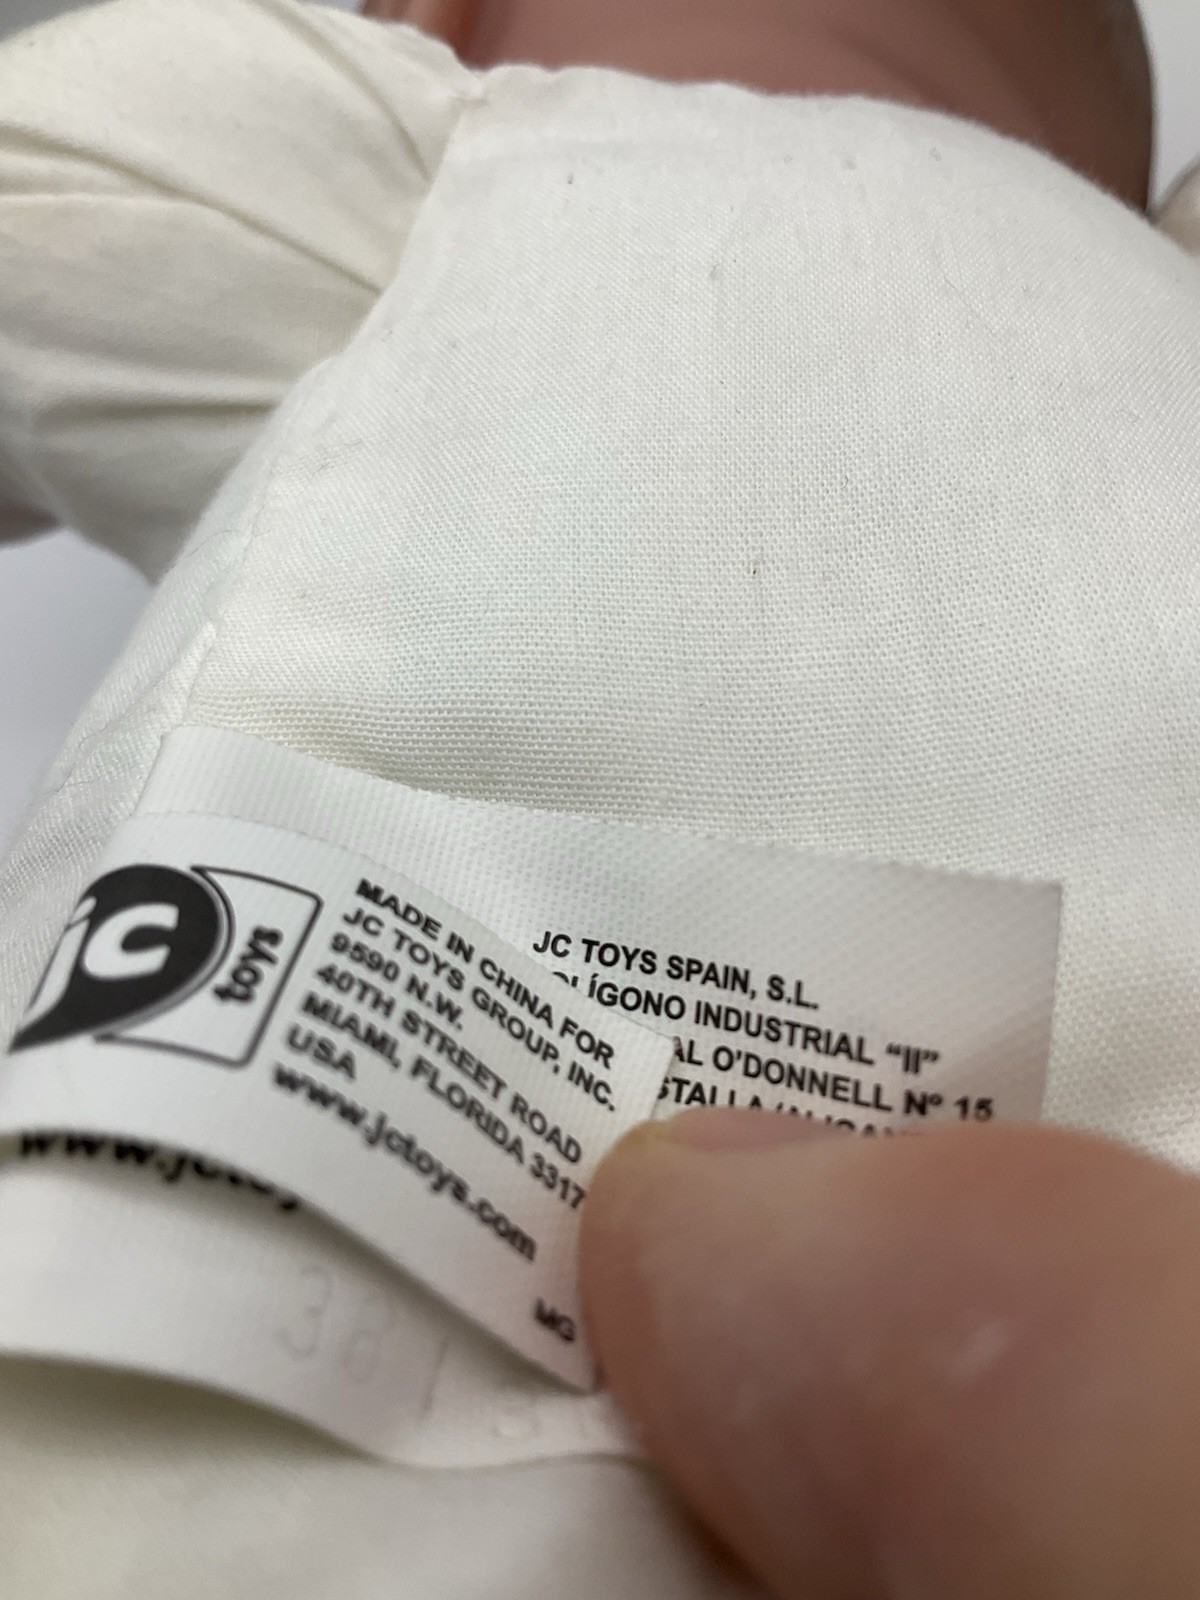 jc
toys
MADE IN CHINA FOR
JC TOYS GROUP, INC.
9590 N.W.
40TH STREET ROAD
MIAMI, FLORIDA 3317
USA
www.jctoys.com
MG
JC TOYS SPAIN, S.L.
INDUSTRIAL “II”
O'DONNELL Nº 15